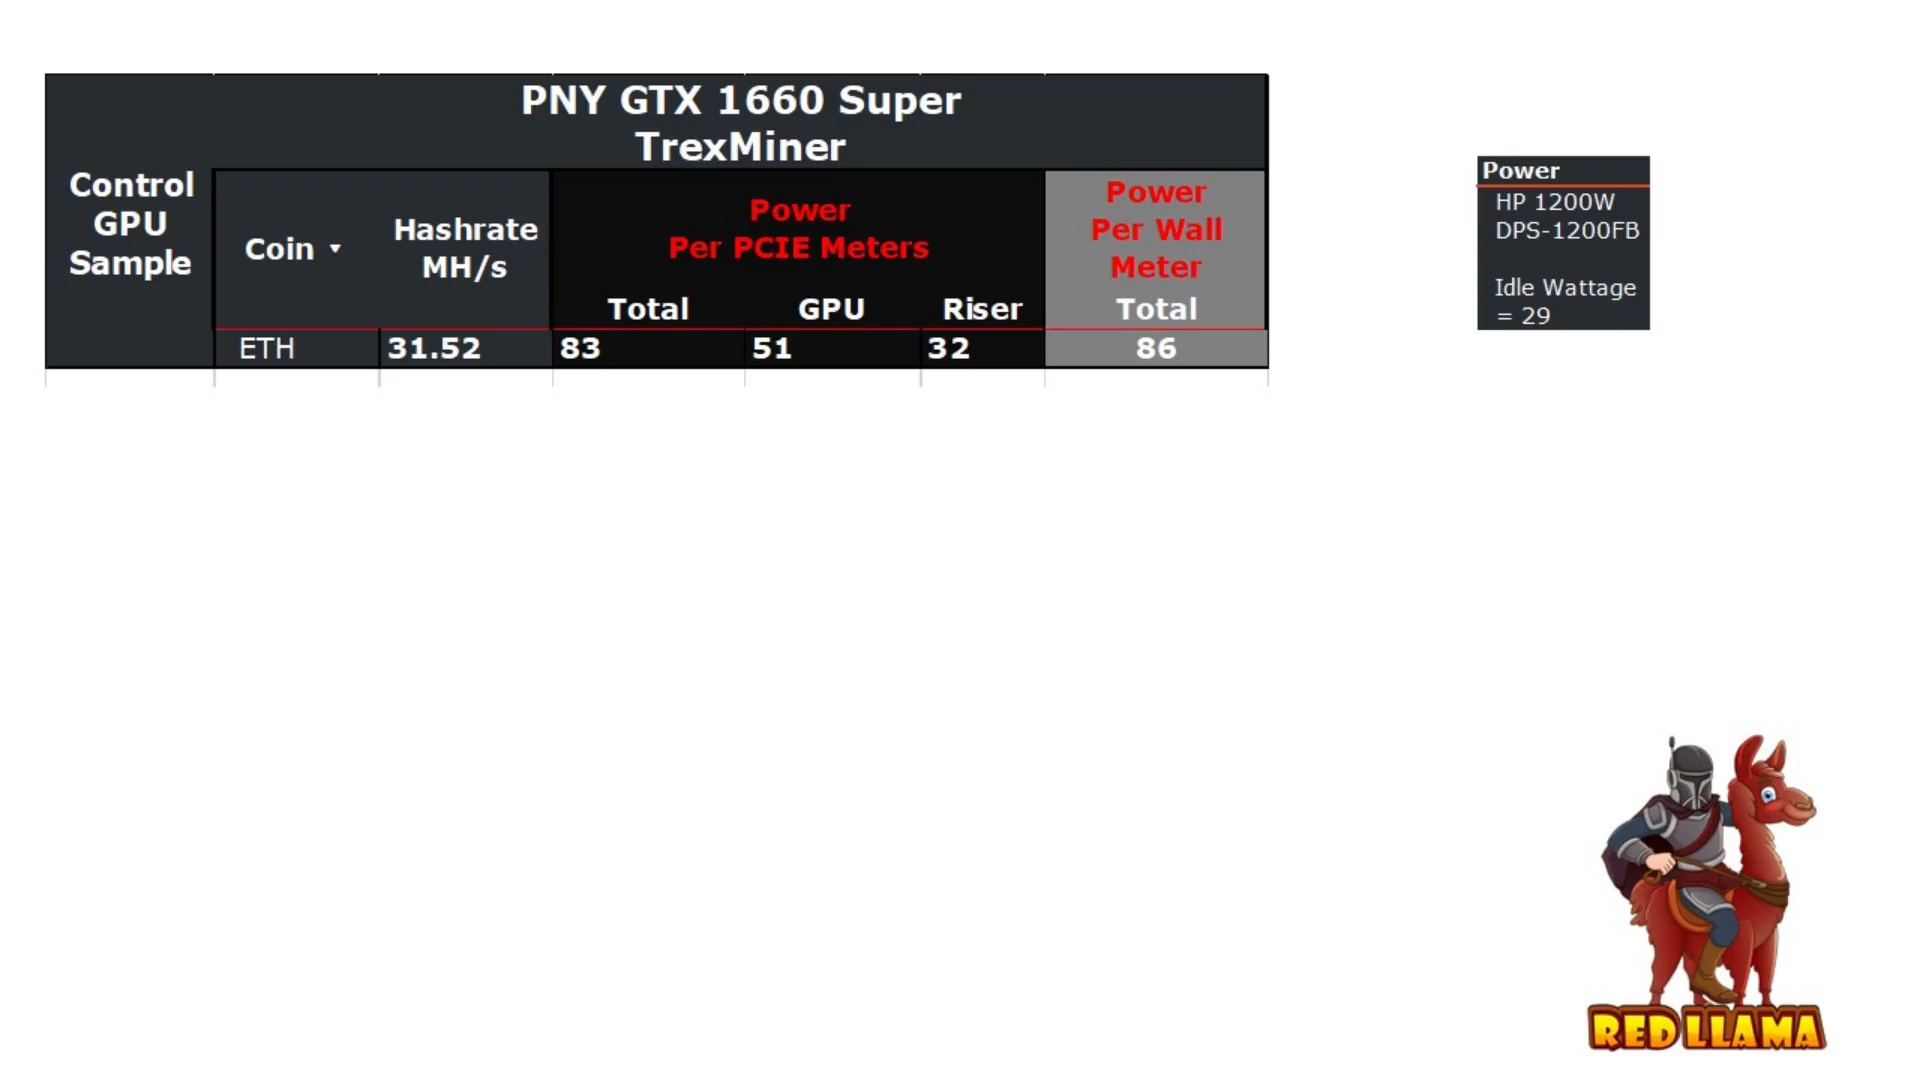 PNY GTX 1660 Super
TrexMiner
Control
GPU
Sample
Coin
Hashrate
MH/s
Power
Per PCIE Meters
Total GPU Riser
Power
Per Wall
Meter
Total
ETH 31.52 83 51 32 86
Power
HP 1200W
DPS-1200FB
Idle Wattage
= 29
RED LLAMA